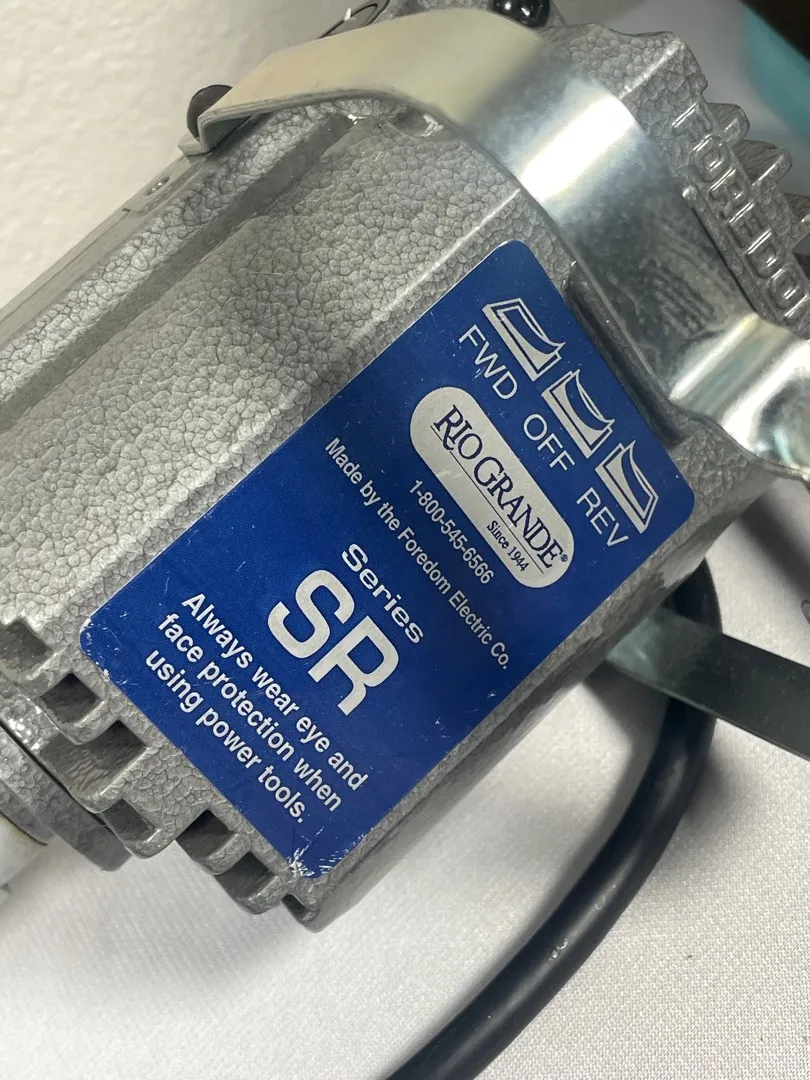 FOREDOM
FWD OFF REV
RIO GRANDE®
Since 1944
1-800-545-6566
Made by the Foredom Electric Co.
Series
SR
Always wear eye and
face protection when
using power tools.